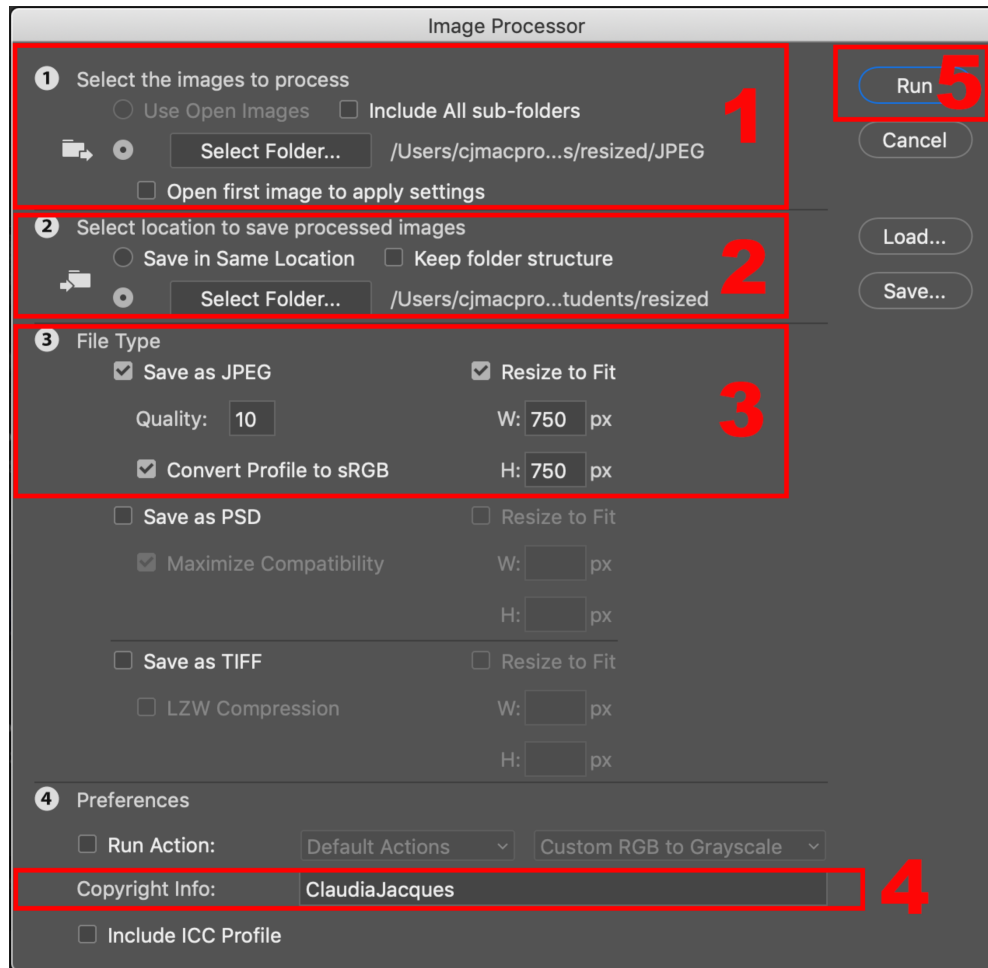 Image Processor
1 Select the images to process
Use Open Images Include All sub-folders
Select Folder... /Users/cjmacpro...s/resized/JPEG
Open first image to apply settings
1
Run
5
Cancel
2 Select location to save processed images
Save in Same Location Keep folder structure
Select Folder... /Users/cjmacpro...tudents/resized
2
Load...
Save...
3 File Type
Save as JPEG Resize to Fit
Quality: 10 W: 750 px
Convert Profile to sRGB H: 750 px
3
Save as PSD Resize to Fit
Maximize Compatibility W: px
H: px
Save as TIFF Resize to Fit
LZW Compression W: px
H: px
4 Preferences
Run Action: Default Actions Custom RGB to Grayscale
Copyright Info: ClaudiaJacques
4
Include ICC Profile